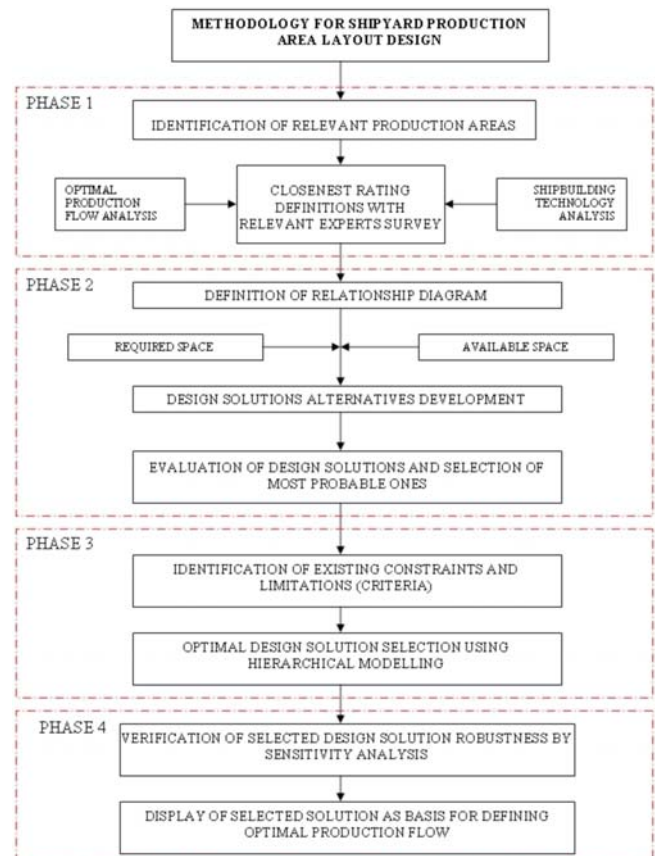 METHODOLOGY FOR SHIPYARD PRODUCTION
AREA LAYOUT DESIGN
PHASE 1
IDENTIFICATION OF RELEVANT PRODUCTION AREAS
OPTIMAL
PRODUCTION
FLOW ANALYSIS
CLOSENEST RATING
DEFINITIONS WITH
RELEVANT EXPERTS SURVEY
SHIPBUILDING
TECHNOLOGY
ANALYSIS
PHASE 2
DEFINITION OF RELATIONSHIP DIAGRAM
REQUIRED SPACE
AVAILABLE SPACE
DESIGN SOLUTIONS ALTERNATIVES DEVELOPMENT
EVALUATION OF DESIGN SOLUTIONS AND SELECTION OF
MOST PROBABLE ONES
PHASE 3
IDENTIFICATION OF EXISTING CONSTRAINTS AND
LIMITATIONS (CRITERIA)
OPTIMAL DESIGN SOLUTION SELECTION USING
HIERARCHICAL MODELLING
PHASE 4
VERIFICATION OF SELECTED DESIGN SOLUTION ROBUSTNESS BY
SENSITIVITY ANALYSIS
DISPLAY OF SELECTED SOLUTION AS BASIS FOR DEFINING
OPTIMAL PRODUCTION FLOW